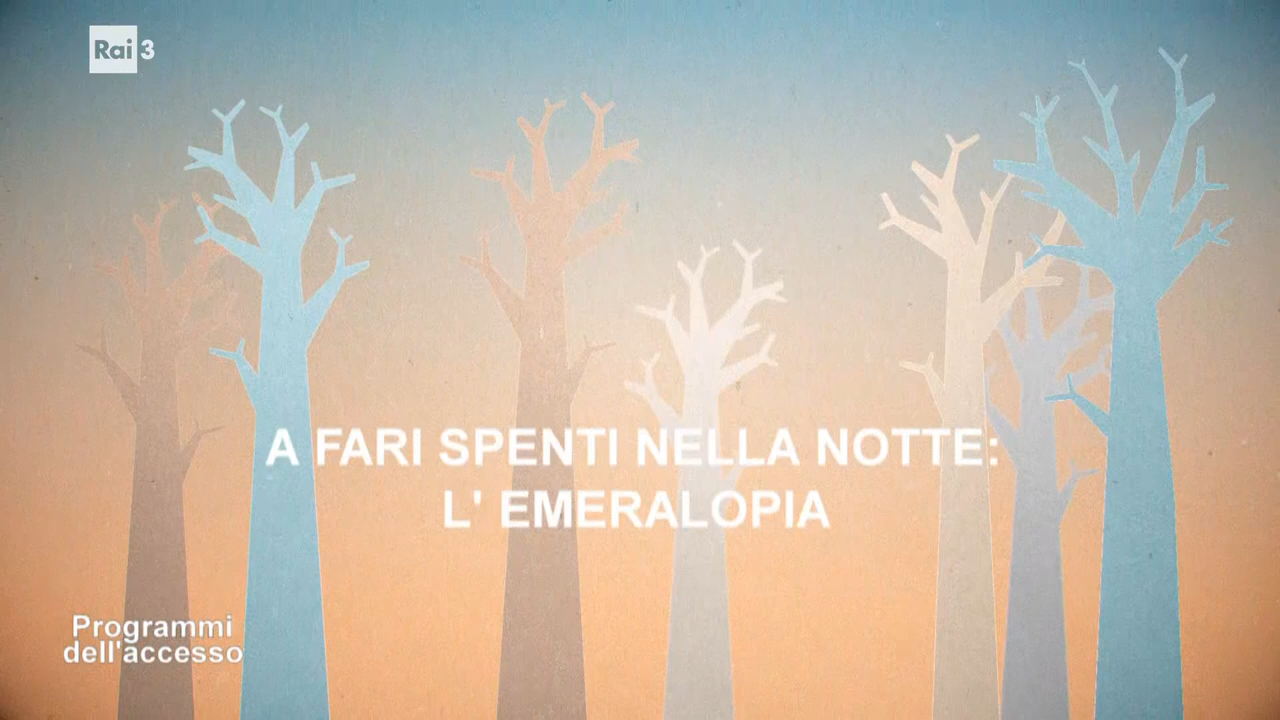 Rai 3
A FARI SPENTI NELLA NOTTE:
L' EMERALOPIA
Programmi
dell'accesso